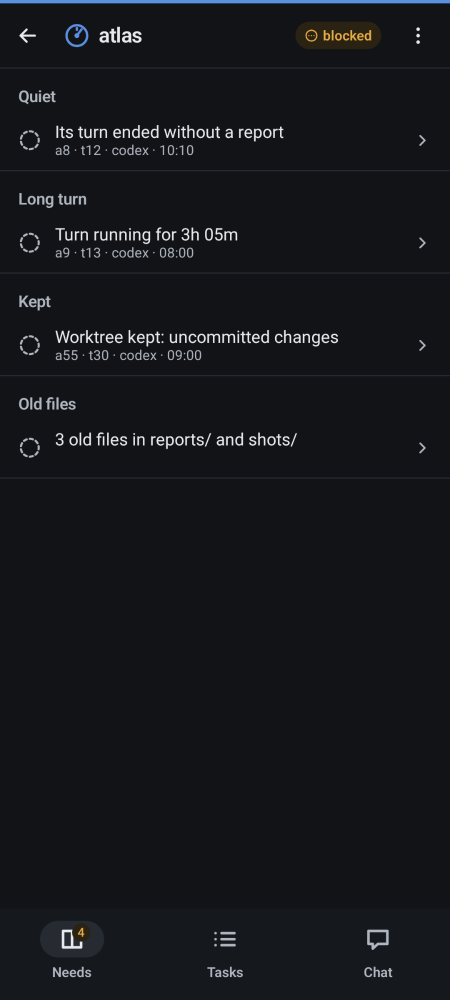 atlas
blocked
Quiet
Its turn ended without a report
a8 · t12 · codex · 10:10
Long turn
Turn running for 3h 05m
a9 · t13 · codex · 08:00
Kept
Worktree kept: uncommitted changes
a55 · t30 · codex · 09:00
Old files
3 old files in reports/ and shots/
4
Needs
Tasks
Chat